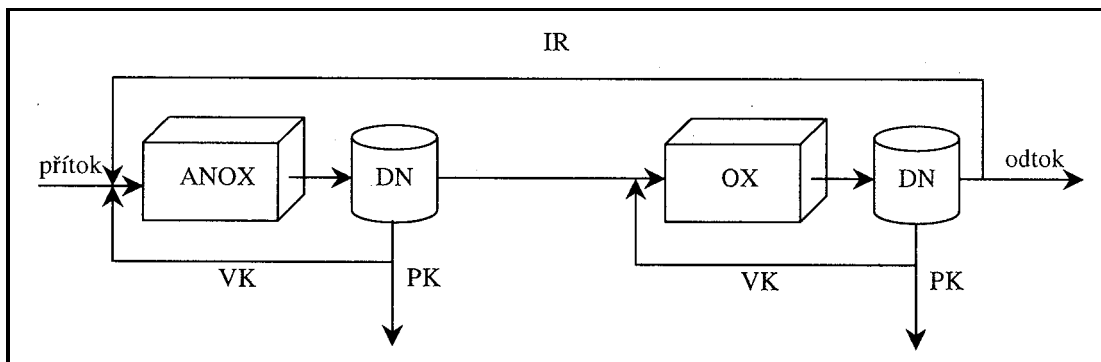 IR
přítok
ANOX
DN
OX
DN
odtok
VK
PK
VK
PK